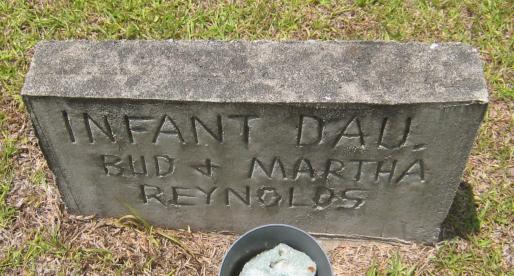 INFANT DAU.
BUD + MARTHA
REYNOLDS